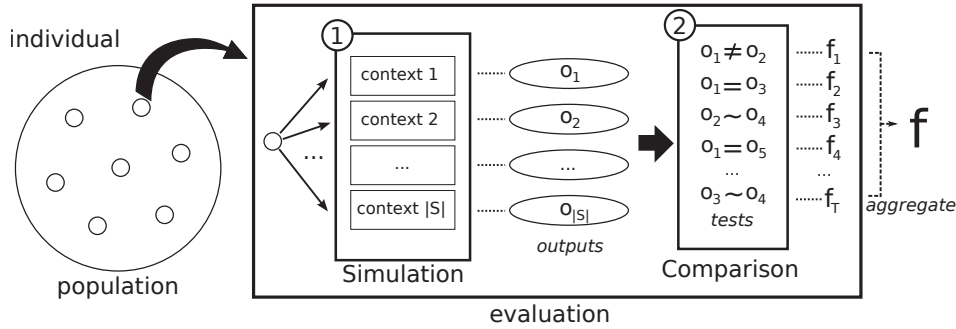 individual
population
1
context 1
context 2
...
...
context |S|
Simulation
o₁
o₂
...
o|S|
outputs
2
o₁ ≠ o₂
o₁ = o₃
o₂ ~ o₄
o₁ = o₅
...
o₃ ~ o₄
tests
Comparison
f₁
f₂
f₃
f₄
...
f_T
aggregate
f
evaluation